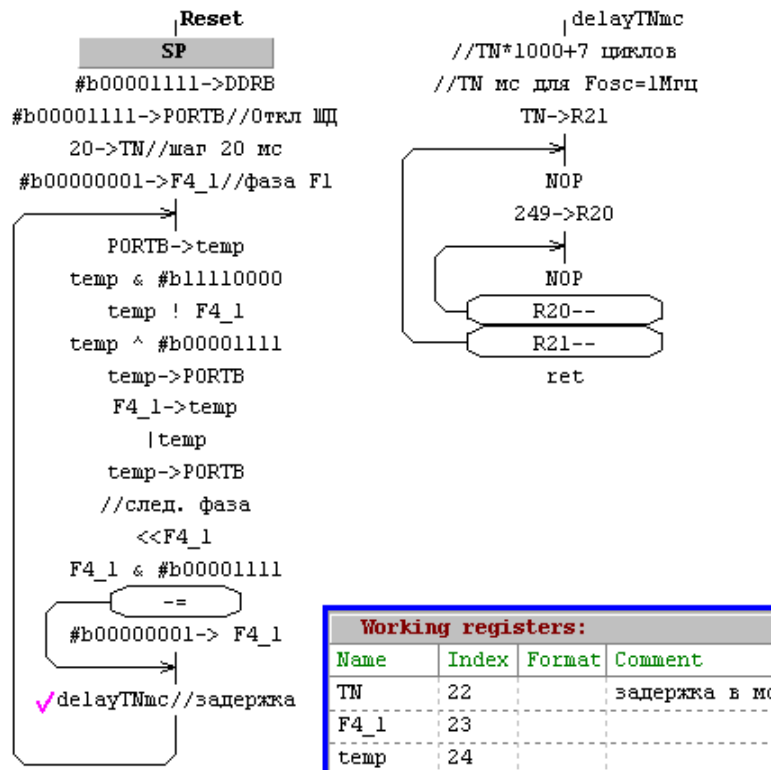 Reset
SP
#b00001111->DDRB
#b00001111->PORTB//Откл ШД
20->TN//шаг 20 мс
#b00000001->F4_1//фаза F1
PORTB->temp
temp & #b11110000
temp ! F4_1
temp ^ #b00001111
temp->PORTB
F4_1->temp
|temp
temp->PORTB
//след. фаза
<<F4_1
F4_1 & #b00001111
-=
#b00000001-> F4_1
delayTNmc//задержка
delayTNmc
//TN*1000+7 циклов
//TN мс для Fosc=1Мгц
TN->R21
NOP
249->R20
NOP
R20--
R21--
ret
Working registers:
Name Index Format Comment
TN 22 задержка в мс
F4_1 23
temp 24